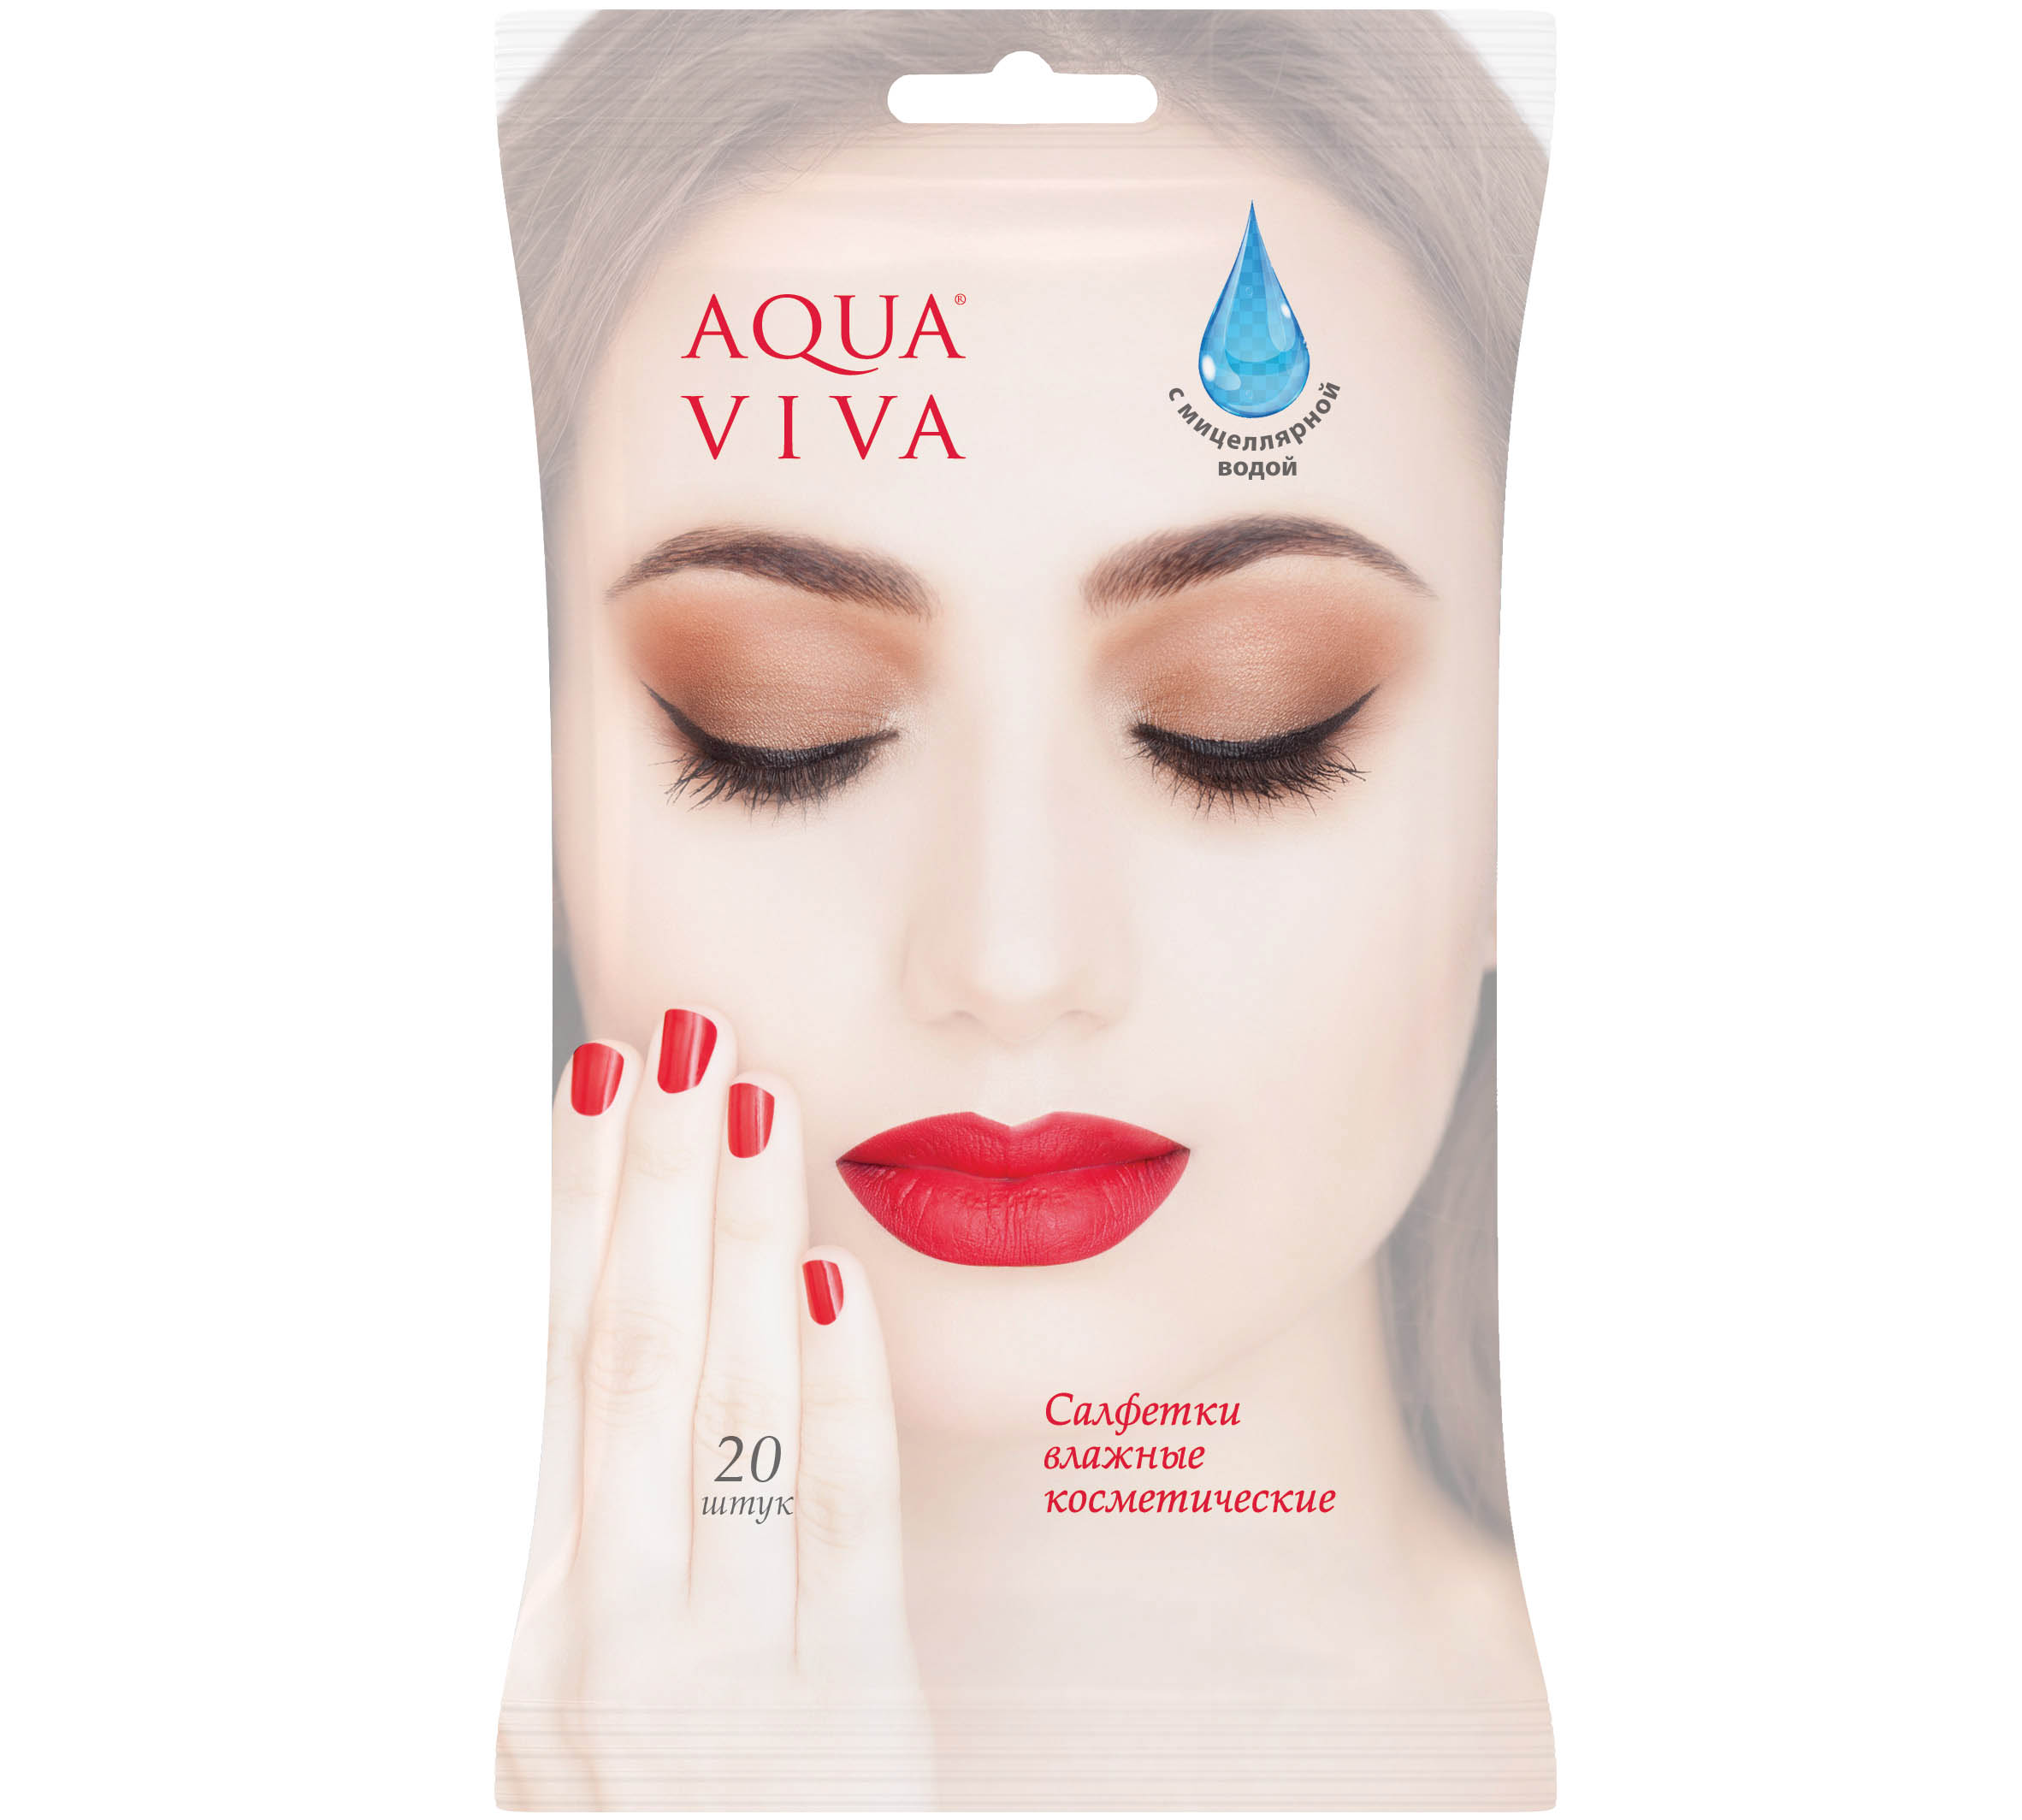 AQUA®
VIVA
с мицеллярной
водой
20
штук
Салфетки
влажные
косметические